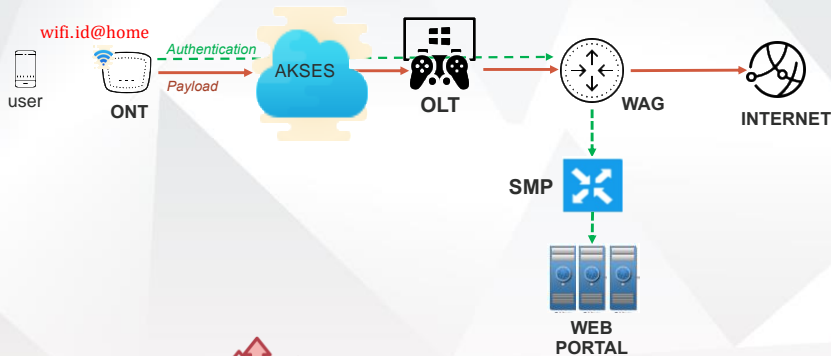 wifi.id@home
Authentication
Payload
AKSES
user
ONT
OLT
WAG
INTERNET
SMP
WEB
PORTAL